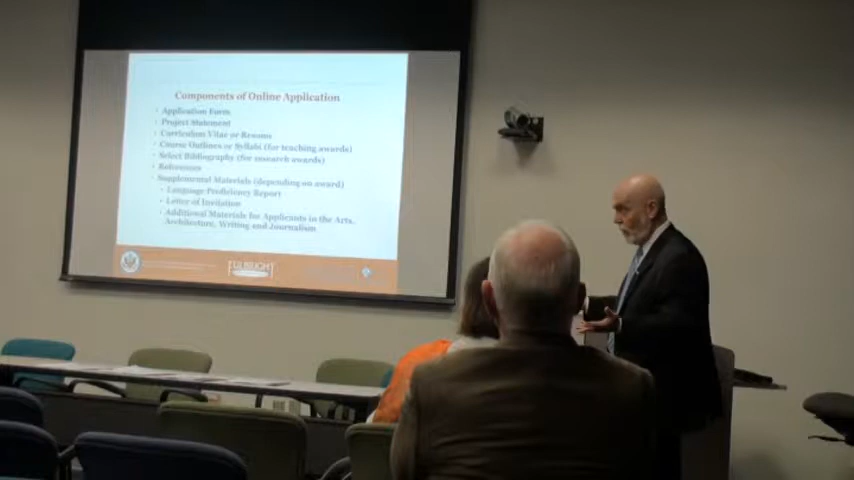 Components of Online Application
Application Form
Project Statement
Curriculum Vitae or Resume
Course Outlines or Syllabi (for teaching awards)
Select Bibliography (for research awards)
References
Supplemental Materials (depending on award)
Language Proficiency Report
Letter of Invitation
Additional Materials for Applicants in the Arts,
Architecture, Writing and Journalism
FULBRIGHT